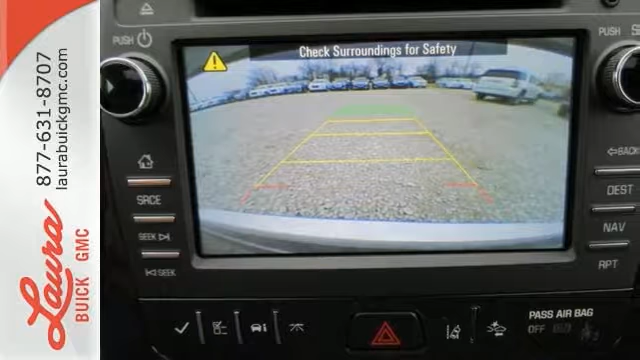 877-631-8707
laurabuickgmc.com
Laura
BUICK GMC
PUSH
Check Surroundings for Safety
PUSH
SRCE
SEEK
SEEK
BACK
DEST
NAV
RPT
PASS AIR BAG
OFF